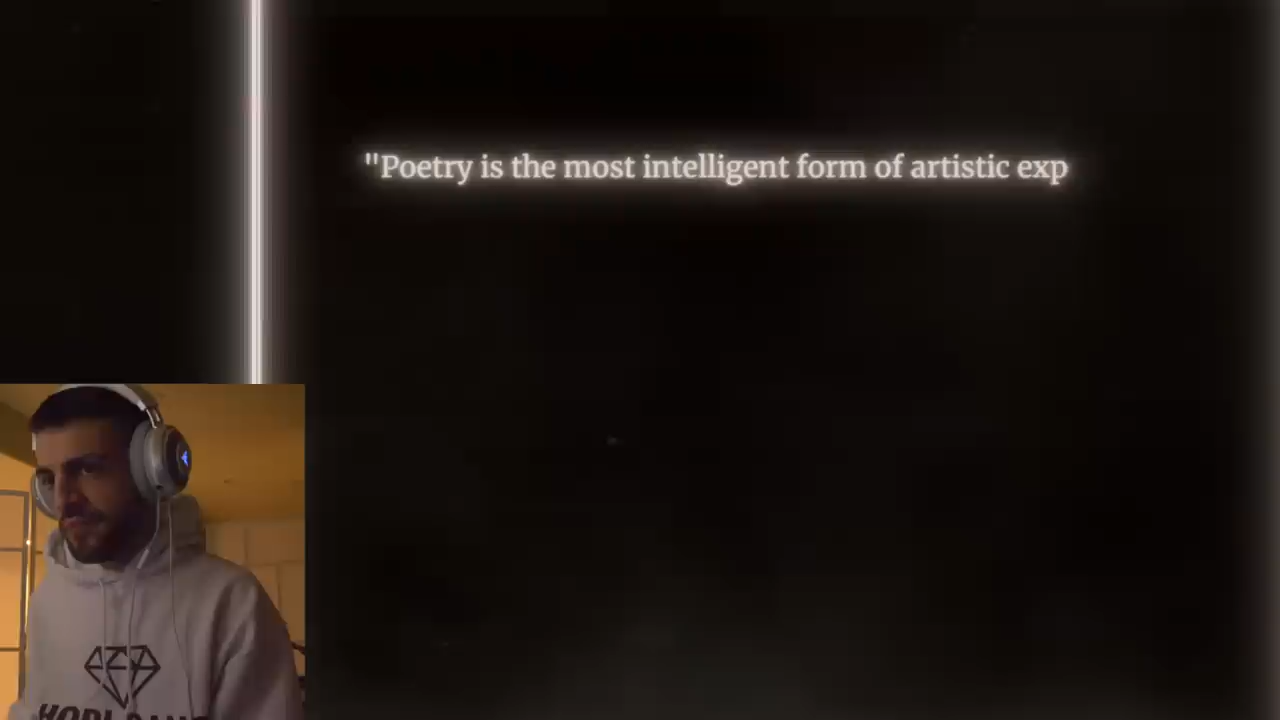 "Poetry is the most intelligent form of artistic exp